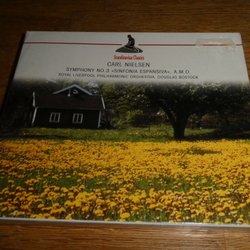 Scandinavian Classics
CARL NIELSEN
SYMPHONY NO.3 «SINFONIA ESPANSIVA», A.M.O.
ROYAL LIVERPOOL PHILHARMONIC ORCHESTRA, DOUGLAS BOSTOCK